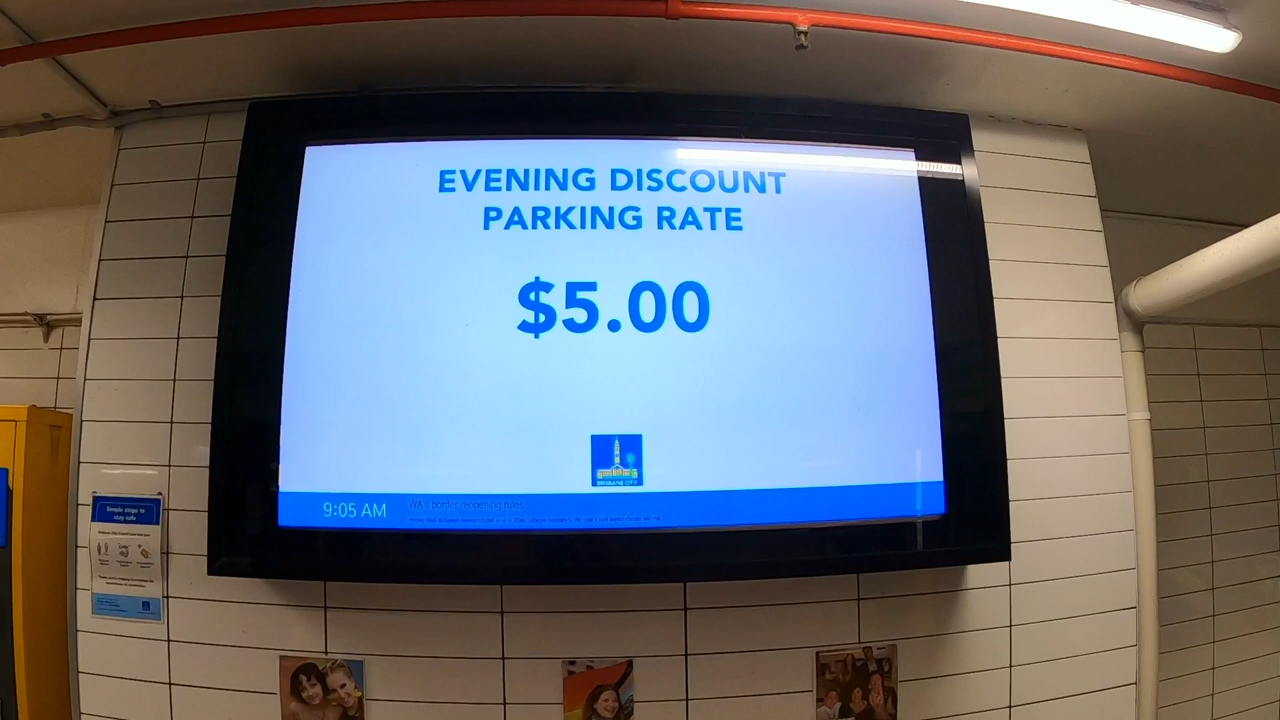 EVENING DISCOUNT
PARKING RATE
$5.00
BRISBANE CITY
9:05 AM
WA's border reopening rules
Simple steps to
stay safe